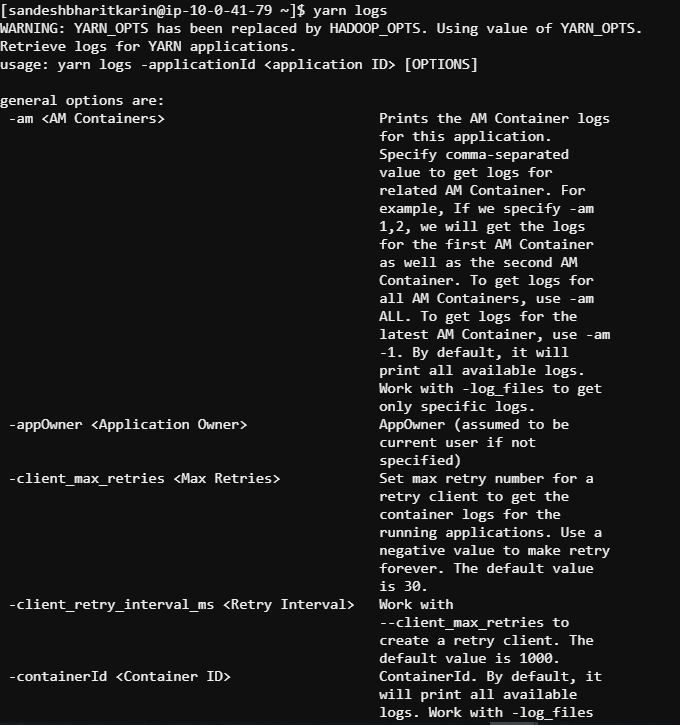 [sandeshbharitkarin@ip-10-0-41-79 ~]$ yarn logs
WARNING: YARN_OPTS has been replaced by HADOOP_OPTS. Using value of YARN_OPTS.
Retrieve logs for YARN applications.
usage: yarn logs -applicationId <application ID> [OPTIONS]

general options are:
 -am <AM Containers>                          Prints the AM Container logs
                                              for this application.
                                              Specify comma-separated
                                              value to get logs for
                                              related AM Container. For
                                              example, If we specify -am
                                              1,2, we will get the logs
                                              for the first AM Container
                                              as well as the second AM
                                              Container. To get logs for
                                              all AM Containers, use -am
                                              ALL. To get logs for the
                                              latest AM Container, use -am
                                              -1. By default, it will
                                              print all available logs.
                                              Work with -log_files to get
                                              only specific logs.
 -appOwner <Application Owner>                AppOwner (assumed to be
                                              current user if not
                                              specified)
 -client_max_retries <Max Retries>            Set max retry number for a
                                              retry client to get the
                                              container logs for the
                                              running applications. Use a
                                              negative value to make retry
                                              forever. The default value
                                              is 30.
 -client_retry_interval_ms <Retry Interval>   Work with
                                              --client_max_retries to
                                              create a retry client. The
                                              default value is 1000.
 -containerId <Container ID>                  ContainerId. By default, it
                                              will print all available
                                              logs. Work with -log_files